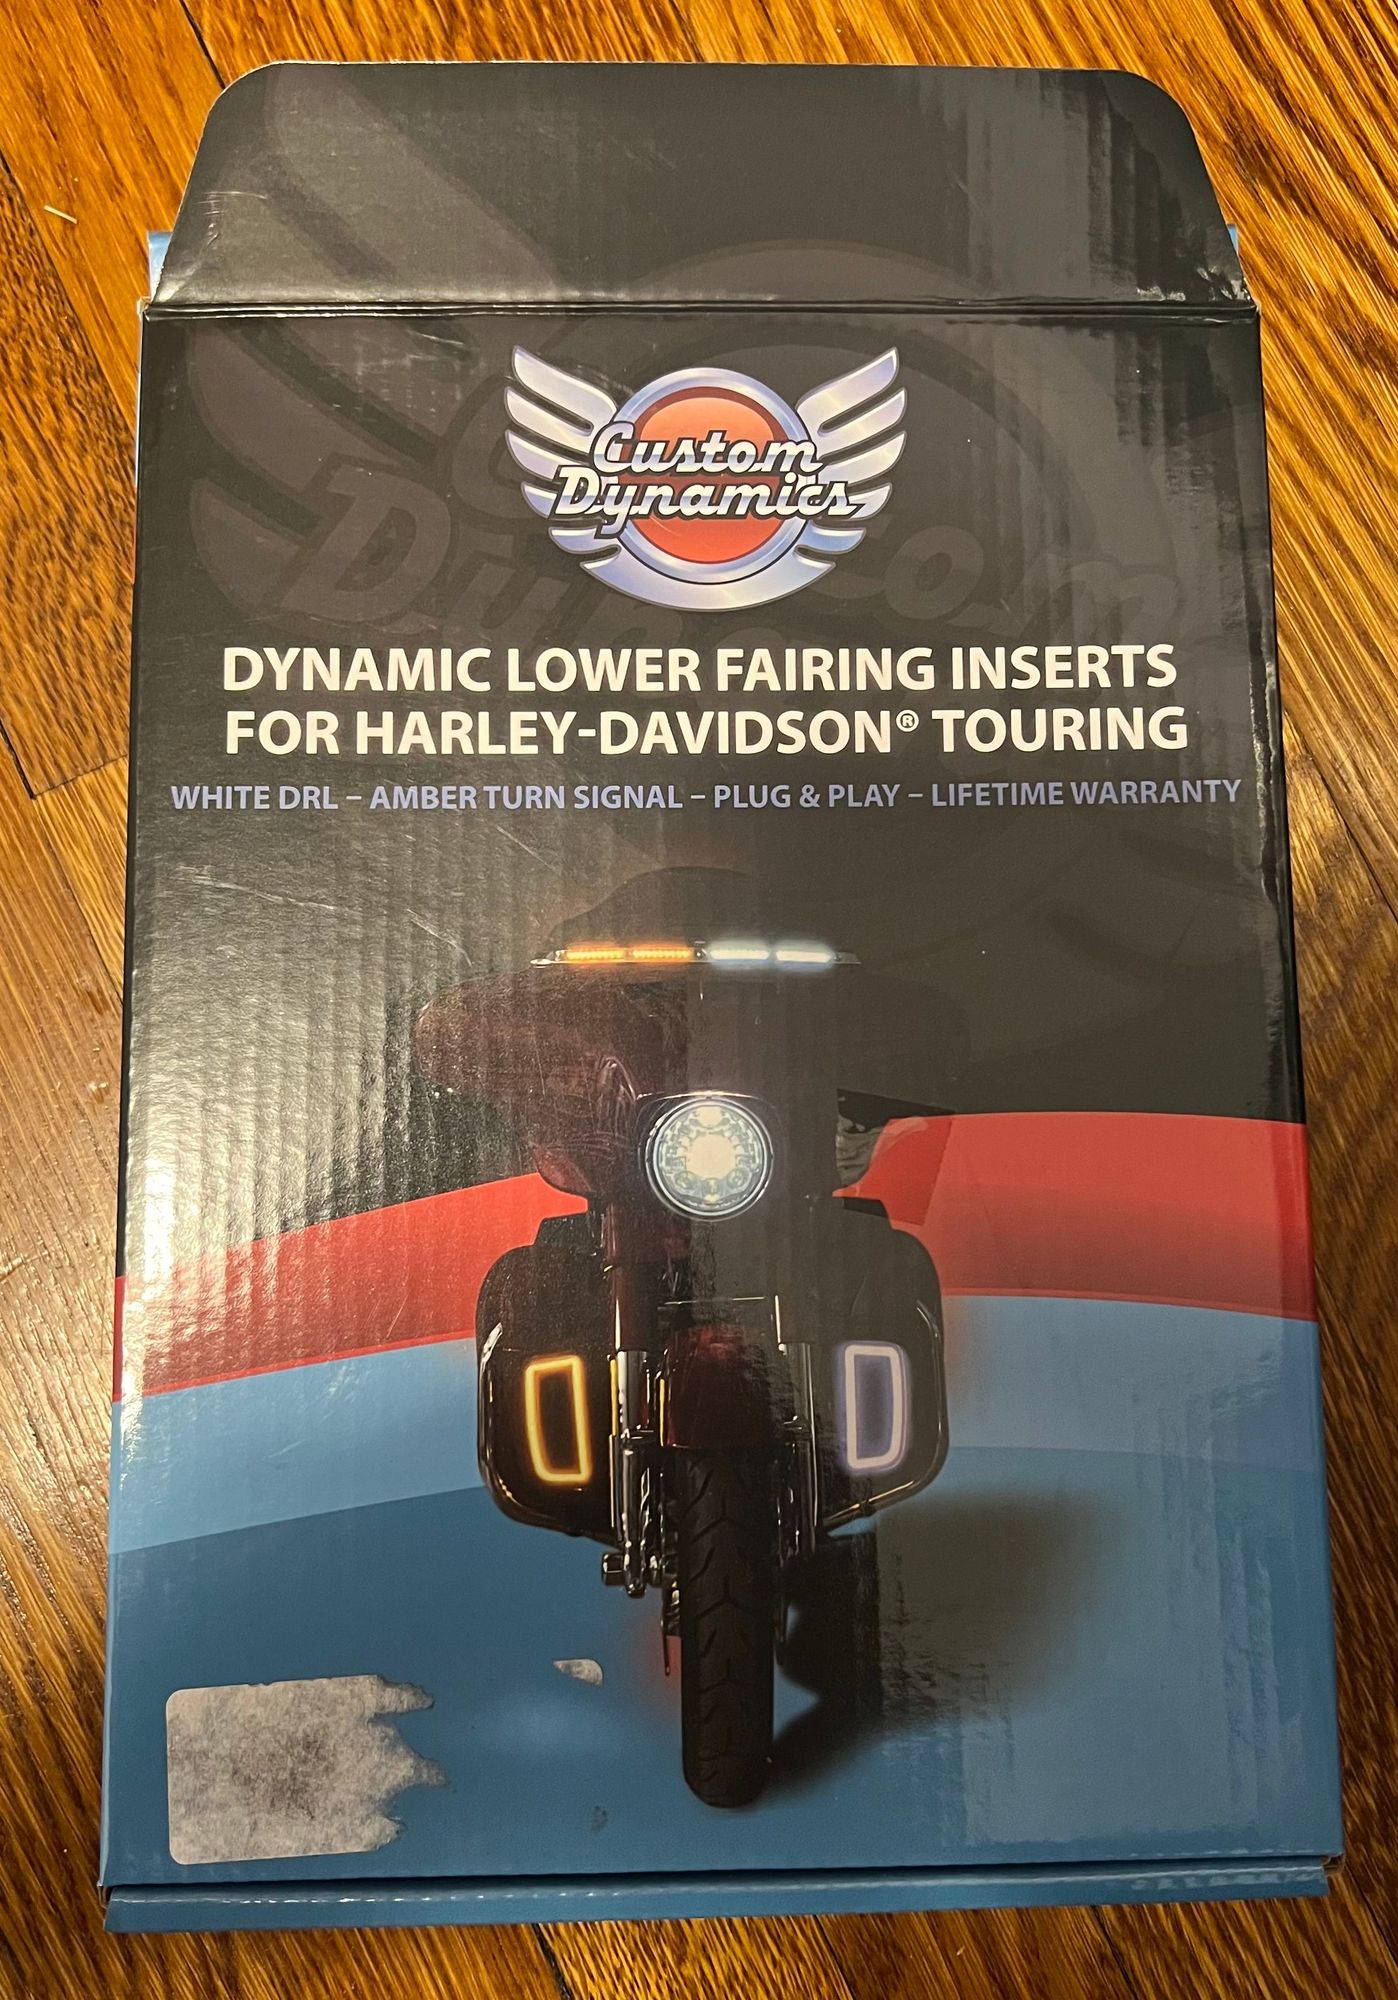 Custom
Dynamics
DYNAMIC LOWER FAIRING INSERTS
FOR HARLEY-DAVIDSON® TOURING
WHITE DRL – AMBER TURN SIGNAL – PLUG & PLAY – LIFETIME WARRANTY